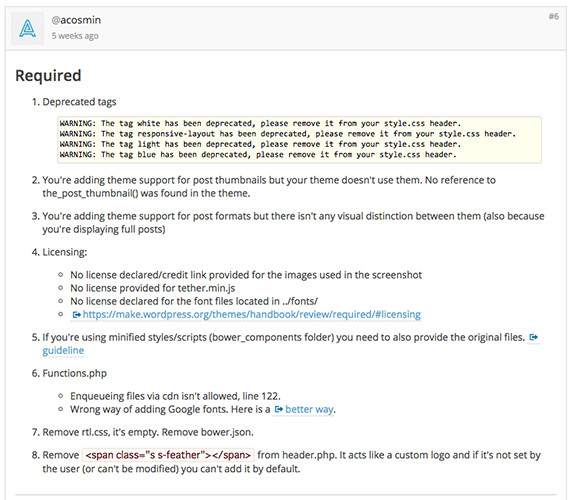 @acosmin
#6
5 weeks ago
Required
1. Deprecated tags
WARNING: The tag white has been deprecated, please remove it from your style.css header.
WARNING: The tag responsive-layout has been deprecated, please remove it from your style.css header.
WARNING: The tag light has been deprecated, please remove it from your style.css header.
WARNING: The tag blue has been deprecated, please remove it from your style.css header.
2. You're adding theme support for post thumbnails but your theme doesn't use them. No reference to
the_post_thumbnail() was found in the theme.
3. You're adding theme support for post formats but there isn't any visual distinction between them (also because
you're displaying full posts)
4. Licensing:
No license declared/credit link provided for the images used in the screenshot
No license provided for tether.min.js
No license declared for the font files located in ../fonts/
https://make.wordpress.org/themes/handbook/review/required/#licensing
5. If you're using minified styles/scripts (bower_components folder) you need to also provide the original files.
guideline
6. Functions.php
Enqueueing files via cdn isn't allowed, line 122.
Wrong way of adding Google fonts. Here is a better way.
7. Remove rtl.css, it's empty. Remove bower.json.
8. Remove <span class="s s-feather"></span> from header.php. It acts like a custom logo and if it's not set by
the user (or can't be modified) you can't add it by default.